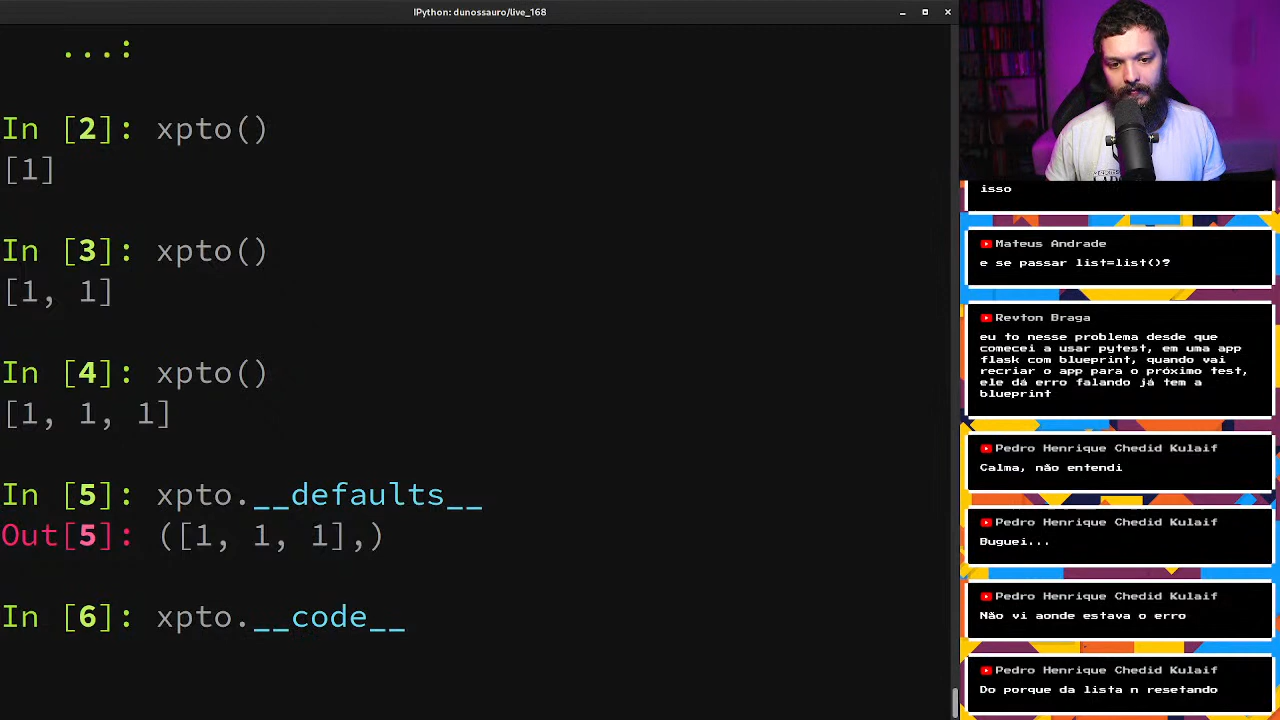 IPython: dunossauro/live_168
...:
In [2]: xpto()
[1]
In [3]: xpto()
[1, 1]
In [4]: xpto()
[1, 1, 1]
In [5]: xpto.__defaults__
Out[5]: ([1, 1, 1],)
In [6]: xpto.__code__
isso
Mateus Andrade
e se passar list=list()?
Revton Braga
eu to nesse problema desde que
comecei a usar pytest, em uma app
flask com blueprint, quando vai
recriar o app para o próximo test,
ele dá erro falando já tem a
blueprint
Pedro Henrique Chedid Kulaif
Calma, não entendi
Pedro Henrique Chedid Kulaif
Buguei...
Pedro Henrique Chedid Kulaif
Não vi aonde estava o erro
Pedro Henrique Chedid Kulaif
Do porque da lista n resetando